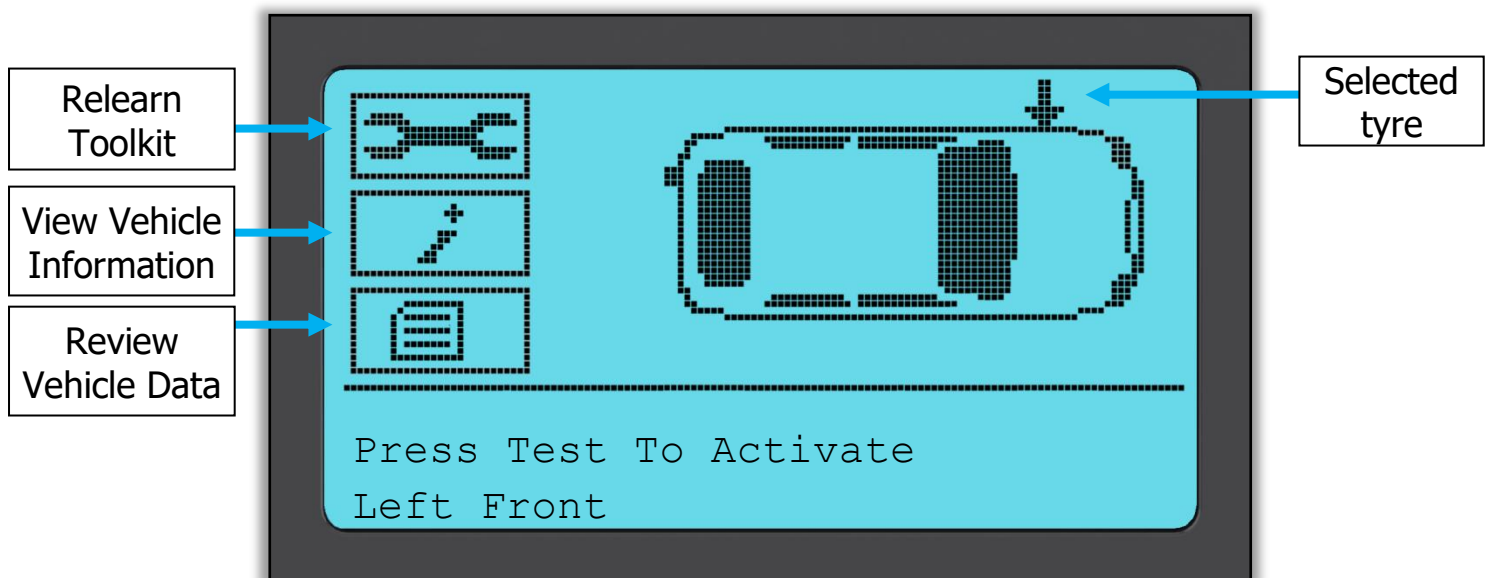 Relearn
Toolkit
View Vehicle
Information
Review
Vehicle Data
Selected
tyre
Press Test To Activate
Left Front